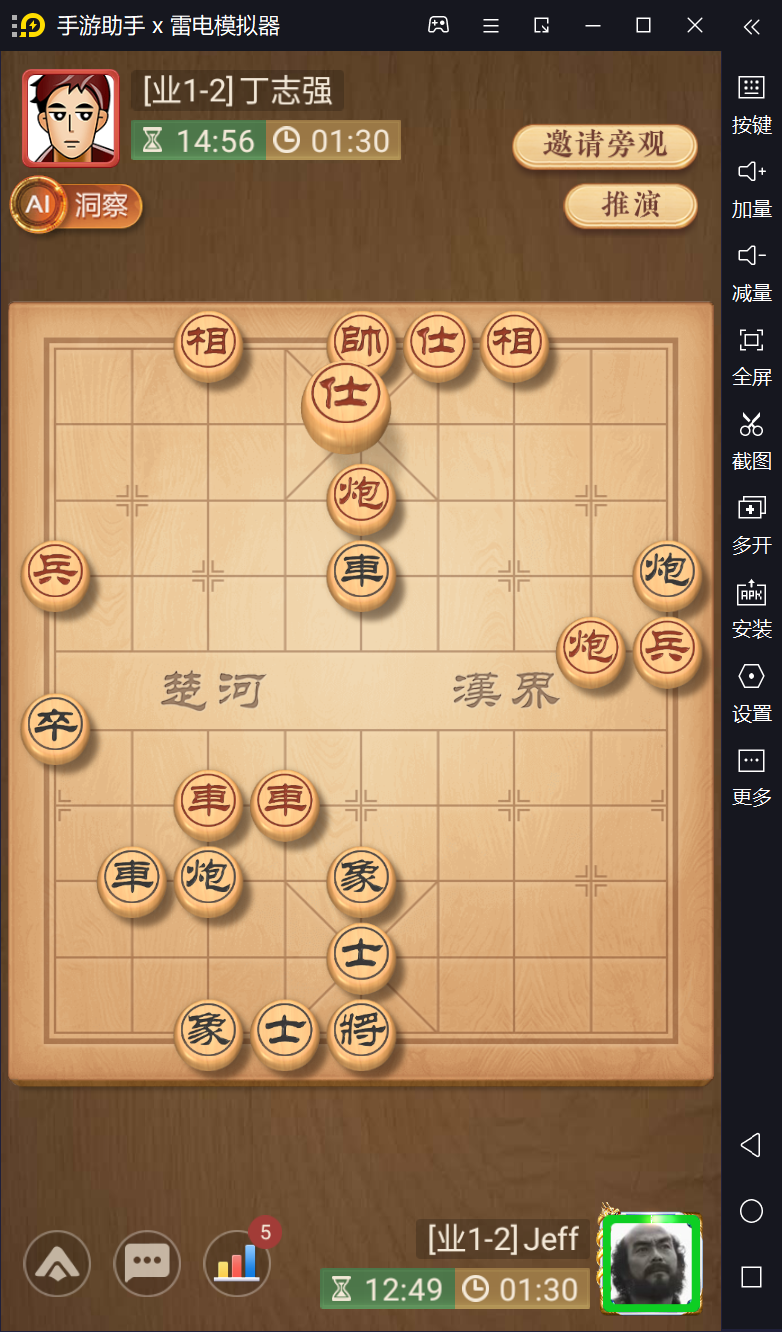 手游助手 x 雷电模拟器
[业1-2]丁志强
14:56 01:30
邀请旁观
AI 洞察
推演
按键
加量
减量
全屏
截图
多开
APK
安装
设置
更多
相 帥 仕 相
仕
炮
兵 車 炮
炮 兵
楚河 漢界
卒
車 車
車 炮 象
士
象 士 將
5
[业1-2]Jeff
12:49 01:30